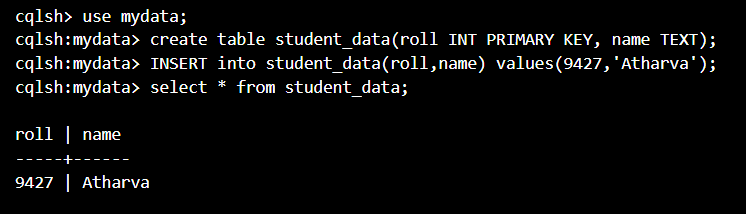 cqlsh> use mydata;
cqlsh:mydata> create table student_data(roll INT PRIMARY KEY, name TEXT);
cqlsh:mydata> INSERT into student_data(roll,name) values(9427,'Atharva');
cqlsh:mydata> select * from student_data;
roll | name
-----+------
9427 | Atharva